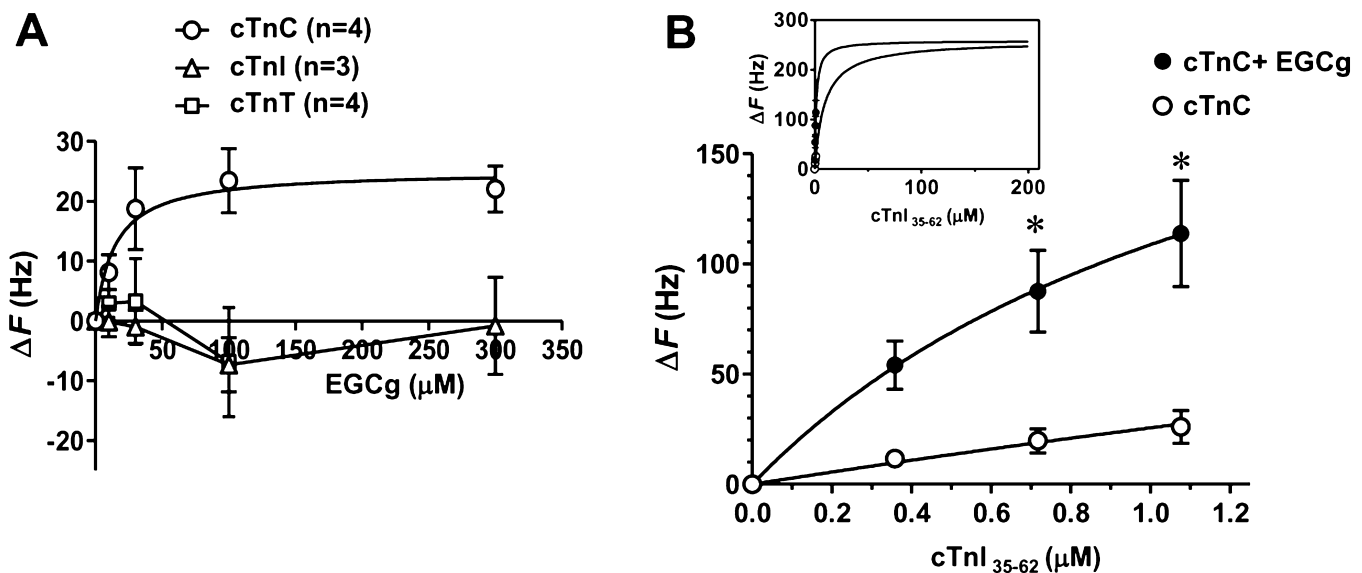 A
cTnC (n=4)
cTnI (n=3)
cTnT (n=4)
30
20
10
0
-10
-20
ΔF (Hz)
50 100 150 200 250 300 350
EGCg (μM)
B
300
200
100
0
ΔF (Hz)
0 100 200
cTnI 35-62 (μM)
cTnC+ EGCg
cTnC
150
100
50
0
ΔF (Hz)
* *
0.0 0.2 0.4 0.6 0.8 1.0 1.2
cTnI 35-62 (μM)